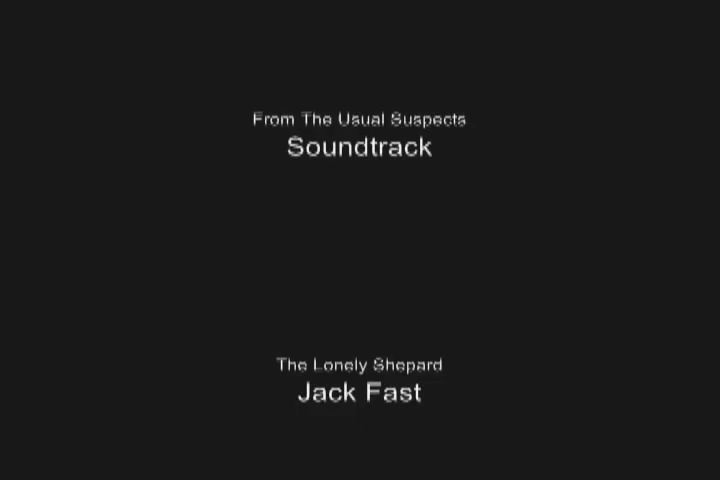 From The Usual Suspects
Soundtrack
The Lonely Shepard
Jack Fast